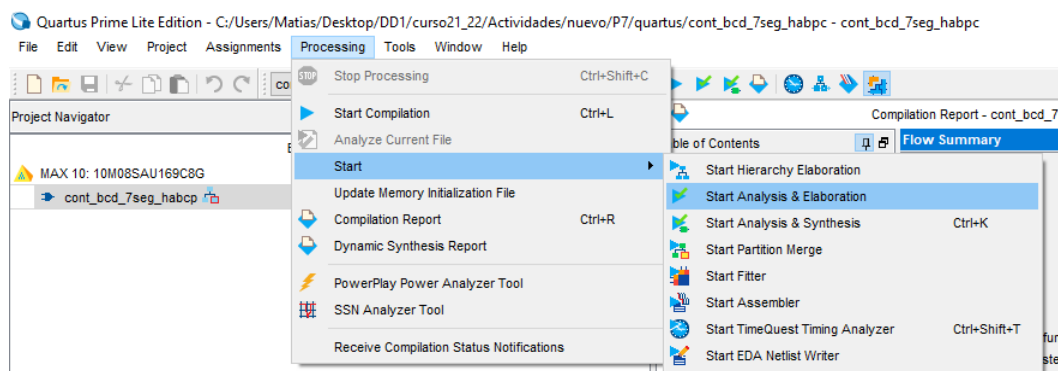 Quartus Prime Lite Edition - C:/Users/Matias/Desktop/DD1/curso21_22/Actividades/nuevo/P7/quartus/cont_bcd_7seg_habpc - cont_bcd_7seg_habpc
File Edit View Project Assignments Processing Tools Window Help
co
STOP Stop Processing Ctrl+Shift+C
Project Navigator
Start Compilation Ctrl+L
Compilation Report - cont_bcd_7
Analyze Current File
ble of Contents
Flow Summary
MAX 10: 10M08SAU169C8G
Start
Start Hierarchy Elaboration
cont_bcd_7seg_habcp
Update Memory Initialization File
Start Analysis & Elaboration
Compilation Report Ctrl+R
Start Analysis & Synthesis Ctrl+K
Dynamic Synthesis Report
Start Partition Merge
Start Fitter
PowerPlay Power Analyzer Tool
Start Assembler
SSN Analyzer Tool
Start TimeQuest Timing Analyzer Ctrl+Shift+T
fur
Receive Compilation Status Notifications
Start EDA Netlist Writer
ste